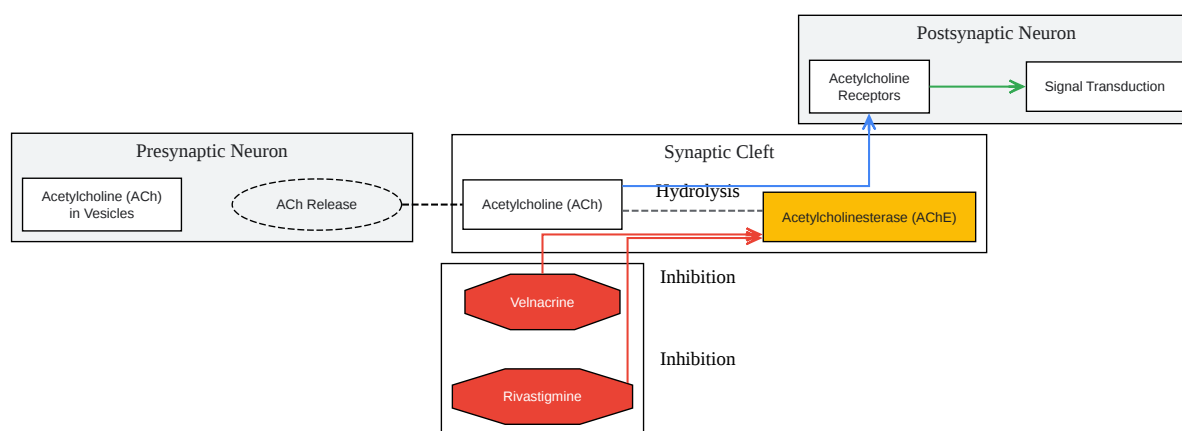 Postsynaptic Neuron
Acetylcholine
Receptors
Signal Transduction
Presynaptic Neuron
Acetylcholine (ACh)
in Vesicles
ACh Release
Synaptic Cleft
Acetylcholine (ACh)
Hydrolysis
Acetylcholinesterase (AChE)
Inhibition
Velnacrine
Inhibition
Rivastigmine